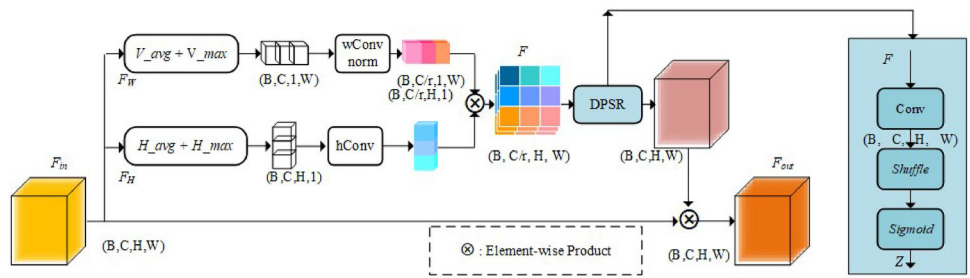 V_avg + V_max
F_W
(B,C,1,W)
wConv
norm
(B,C/r,1,W)
(B,C/r,H,1)
F
(B, C/r, H, W)
DPSR
(B,C,H,W)
H_avg + H_max
F_H
(B,C,H,1)
hConv
F_in
(B,C,H,W)
⊗ : Element-wise Product
F_out
(B,C,H,W)
F
Conv
(B, C, H, W)
Shuffle
Sigmoid
Z